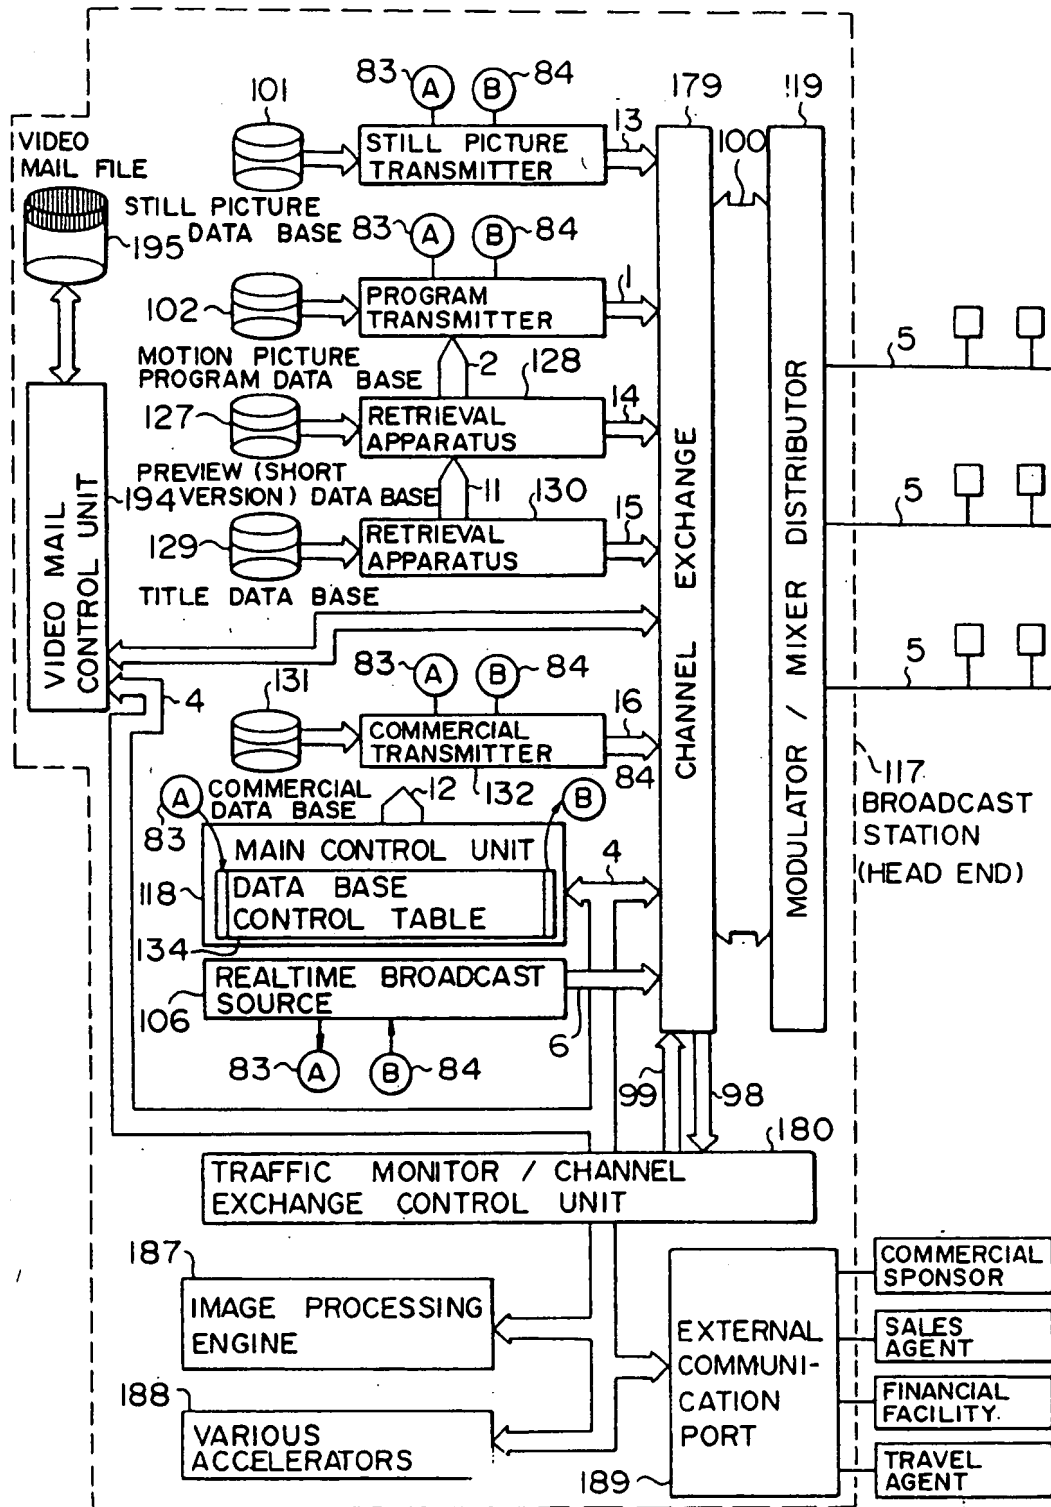 83
84
179
119
101
A
B
13
100
VIDEO
MAIL FILE
STILL PICTURE
TRANSMITTER
STILL PICTURE
DATA BASE
195
83
84
A
B
1
102
PROGRAM
TRANSMITTER
MOTION PICTURE
PROGRAM DATA BASE
2
128
5
127
RETRIEVAL
APPARATUS
14
PREVIEW (SHORT
VERSION) DATA BASE
194
11
130
5
129
RETRIEVAL
APPARATUS
15
TITLE DATA BASE
VIDEO MAIL
CONTROL UNIT
CHANNEL EXCHANGE
MODULATOR / MIXER DISTRIBUTOR
4
131
83
84
A
B
16
5
COMMERCIAL
TRANSMITTER
84
132
COMMERCIAL
DATA BASE
12
A
83
B
117
BROADCAST
STATION
(HEAD END)
MAIN CONTROL UNIT
118
DATA BASE
CONTROL TABLE
134
4
REALTIME BROADCAST
SOURCE
106
6
83
A
B
84
99
98
180
TRAFFIC MONITOR / CHANNEL
EXCHANGE CONTROL UNIT
187
IMAGE PROCESSING
ENGINE
188
VARIOUS
ACCELERATORS
EXTERNAL
COMMUNI-
CATION
PORT
189
COMMERCIAL
SPONSOR
SALES
AGENT
FINANCIAL
FACILITY.
TRAVEL
AGENT